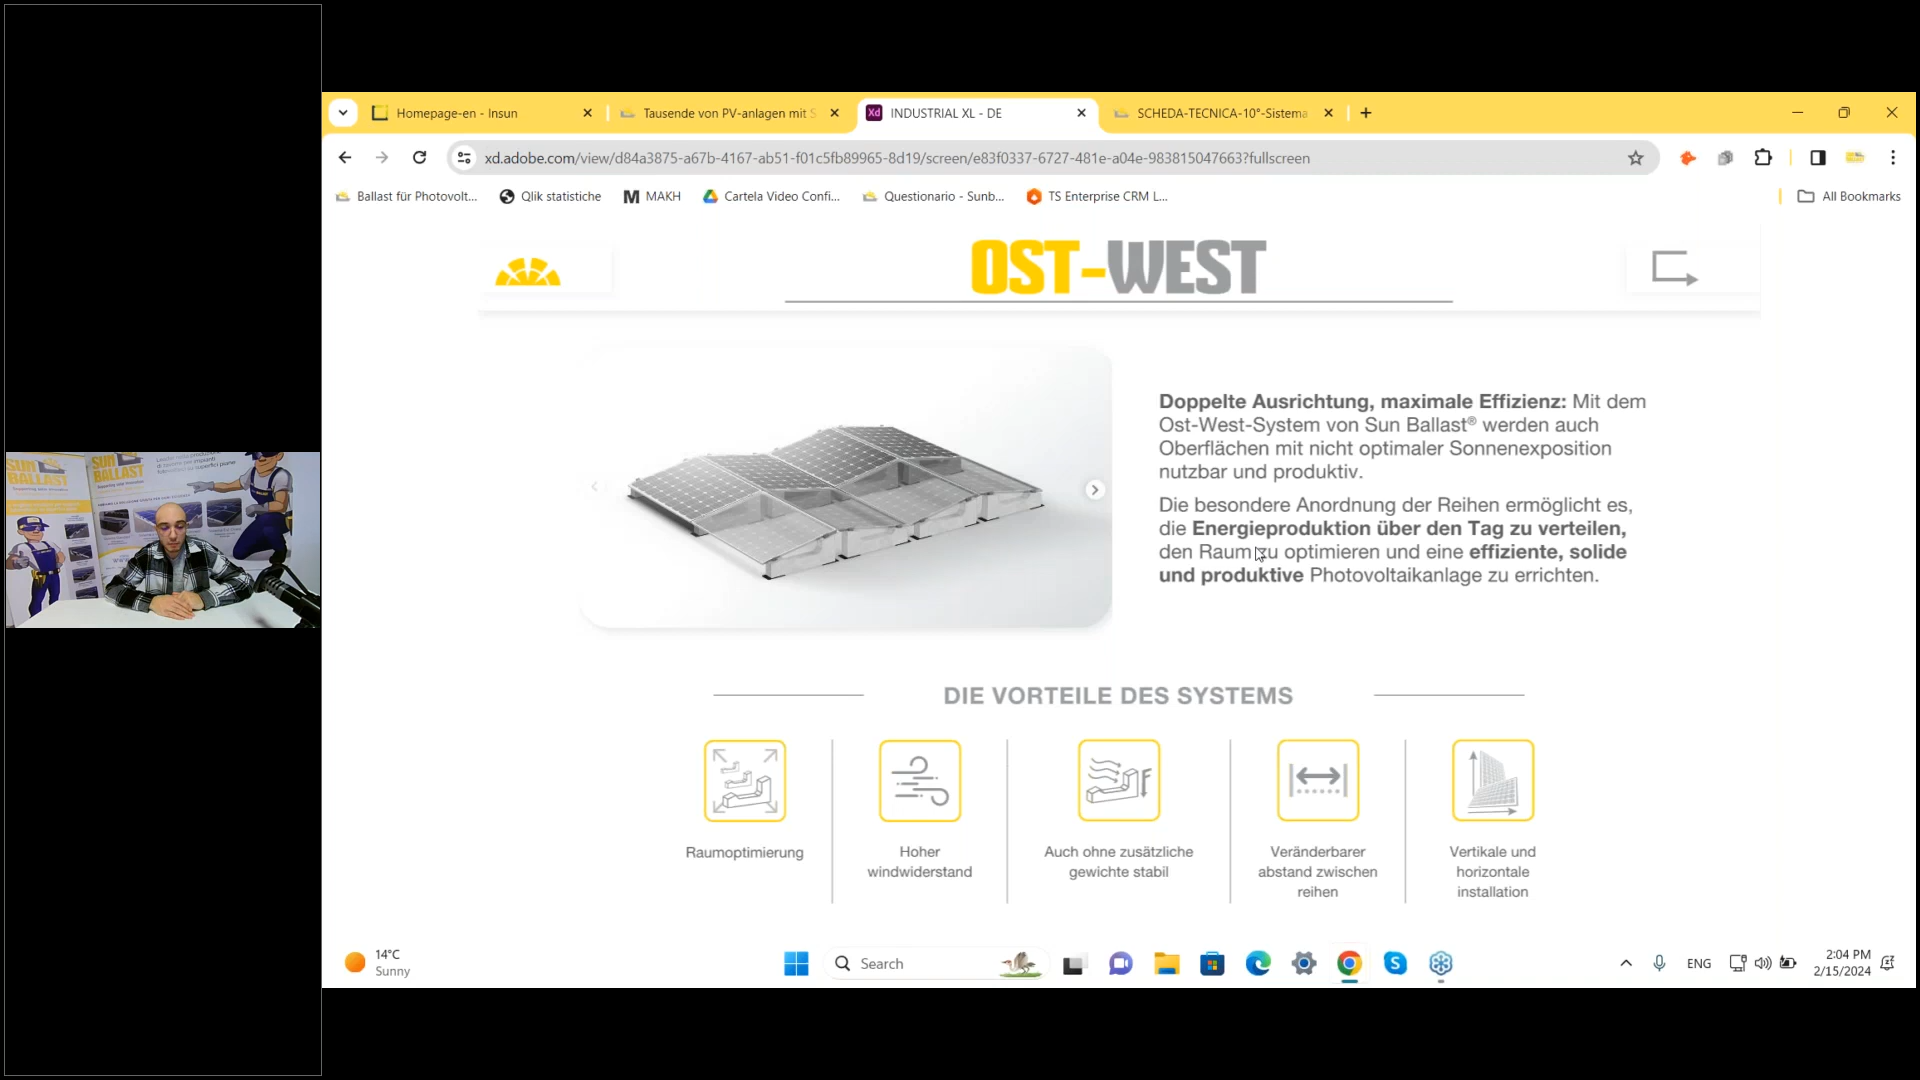 Homepage-en - Insun
Tausende von PV-anlagen mit S
INDUSTRIAL XL - DE
SCHEDA-TECNICA-10°-Sistema
xd.adobe.com/view/d84a3875-a67b-4167-ab51-f01c5fb89965-8d19/screen/e83f0337-6727-481e-a04e-983815047663?fullscreen
Ballast für Photovolt...
Qlik statistiche
MAKH
Cartela Video Confi...
Questionario - Sunb...
TS Enterprise CRM L...
All Bookmarks
OST-WEST
Doppelte Ausrichtung, maximale Effizienz: Mit dem
Ost-West-System von Sun Ballast® werden auch
Oberflächen mit nicht optimaler Sonnenexposition
nutzbar und produktiv.
Die besondere Anordnung der Reihen ermöglicht es,
die Energieproduktion über den Tag zu verteilen,
den Raum zu optimieren und eine effiziente, solide
und produktive Photovoltaikanlage zu errichten.
SUN
BALLAST
SUN
BALLAST
DIE VORTEILE DES SYSTEMS
Raumoptimierung
Hoher
windwiderstand
Auch ohne zusätzliche
gewichte stabil
Veränderbarer
abstand zwischen
reihen
Vertikale und
horizontale
installation
14°C
Sunny
Search
ENG
2:04 PM
2/15/2024